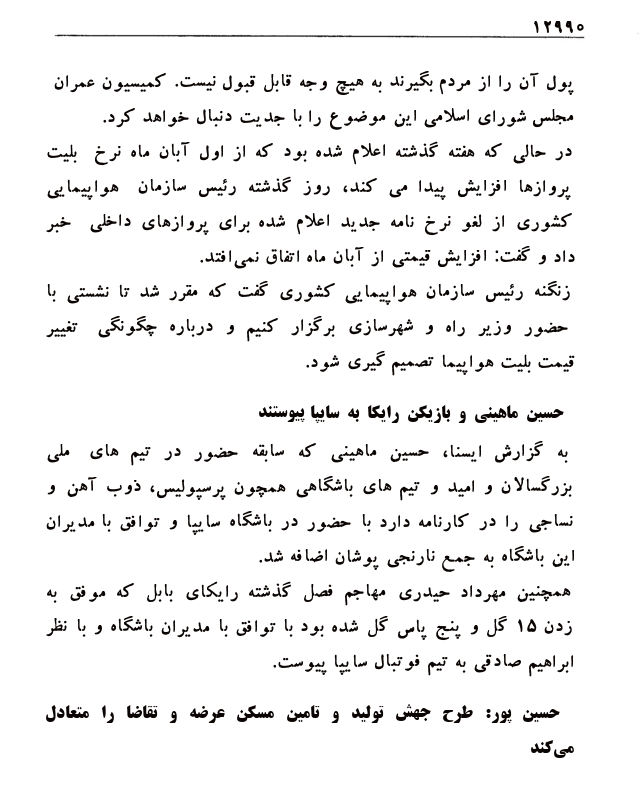 ۱۲۹۹۰
پول آن را از مردم بگیرند به هیچ وجه قابل قبول نیست. کمیسیون عمران
مجلس شورای اسلامی این موضوع را با جدیت دنبال خواهد کرد.
در حالی که هفته گذشته اعلام شده بود که از اول آبان ماه نرخ بلیت
پروازها افزایش پیدا می کند، روز گذشته رئیس سازمان هواپیمایی
کشوری از لغو نرخ نامه جدید اعلام شده برای پروازهای داخلی خبر
داد و گفت: افزایش قیمتی از آبان ماه اتفاق نمی‌افتد.
زنگنه رئیس سازمان هواپیمایی کشوری گفت که مقرر شد تا نشستی با
حضور وزیر راه و شهرسازی برگزار کنیم و درباره چگونگی تغییر
قیمت بلیت هواپیما تصمیم گیری شود.
حسین ماهینی و بازیکن رایکا به سایپا پیوستند
به گزارش ایسنا، حسین ماهینی که سابقه حضور در تیم های ملی
بزرگسالان و امید و تیم های باشگاهی همچون پرسپولیس، ذوب آهن و
نساجی را در کارنامه دارد با حضور در باشگاه سایپا و توافق با مدیران
این باشگاه به جمع نارنجی پوشان اضافه شد.
همچنین مهرداد حیدری مهاجم فصل گذشته رایکای بابل که موفق به
زدن ۱۵ گل و پنج پاس گل شده بود با توافق با مدیران باشگاه و با نظر
ابراهیم صادقی به تیم فوتبال سایپا پیوست.
حسین پور: طرح جهش تولید و تامین مسکن عرضه و تقاضا را متعادل
می‌کند